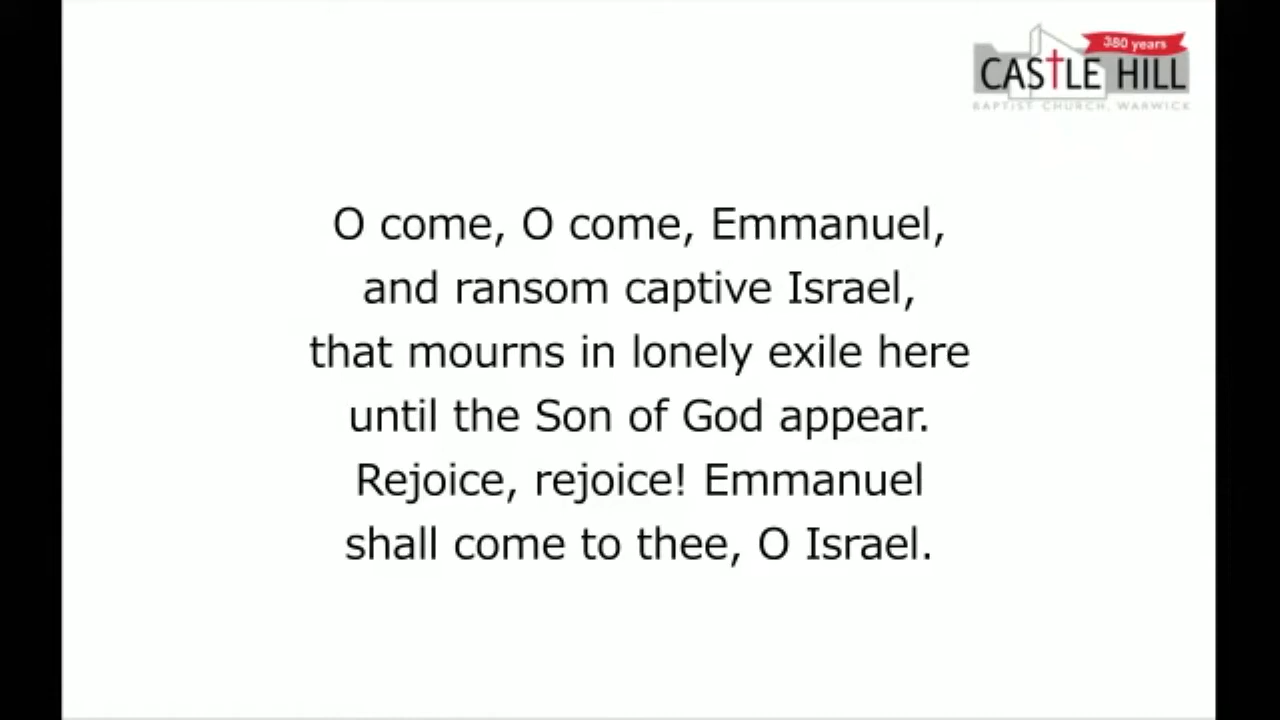 380 years
CASTLE HILL
BAPTIST CHURCH, WARWICK
O come, O come, Emmanuel,
and ransom captive Israel,
that mourns in lonely exile here
until the Son of God appear.
Rejoice, rejoice! Emmanuel
shall come to thee, O Israel.